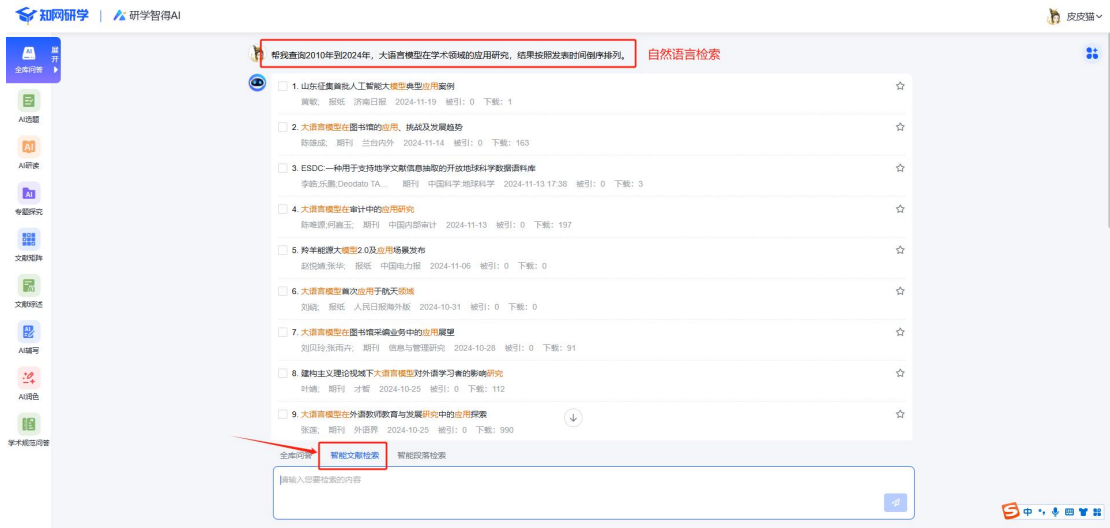 知网研学 | 研学智得AI
皮皮猫
AI
全库问答
展开
AI选题
AI研读
专题探究
文献矩阵
文献综述
AI编写
AI润色
学术规范问答
帮我查询2010年到2024年，大语言模型在学术领域的应用研究，结果按照发表时间倒序排列。
自然语言检索
1. 山东征集首批人工智能大模型典型应用案例
黄敏; 报纸 济南日报 2024-11-19 被引: 0 下载: 1
2. 大语言模型在图书馆的应用、挑战及发展趋势
陈雄成; 期刊 兰台内外 2024-11-14 被引: 0 下载: 163
3. ESDC:一种用于支持地学文献信息抽取的开放地球科学数据语料库
李皓;乐鹏;Deodato TA... 期刊 中国科学:地球科学 2024-11-13 17:38 被引: 0 下载: 3
4. 大语言模型在审计中的应用研究
陈唯源;何嘉玉; 期刊 中国内部审计 2024-11-13 被引: 0 下载: 197
5. 羚羊能源大模型2.0及应用场景发布
赵悦婧;张华; 报纸 中国电力报 2024-11-06 被引: 0 下载: 0
6. 大语言模型首次应用于航天领域
刘峣; 报纸 人民日报海外版 2024-10-31 被引: 0 下载: 0
7. 大语言模型在图书馆采编业务中的应用展望
刘贝玲;张雨卉; 期刊 信息与管理研究 2024-10-28 被引: 0 下载: 91
8. 建构主义理论视域下大语言模型对外语学习者的影响研究
叶嫣; 期刊 才智 2024-10-25 被引: 0 下载: 112
9. 大语言模型在外语教师教育与发展研究中的应用探索
张莲; 期刊 外语界 2024-10-25 被引: 0 下载: 990
全库问答 智能文献检索 智能段落检索
请输入您要检索的内容
中